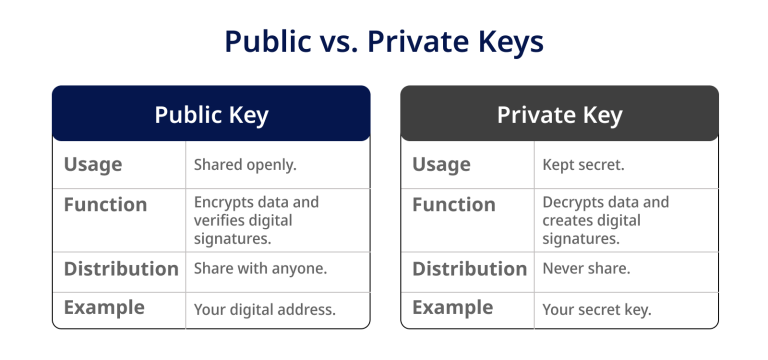 Public vs. Private Keys
Public Key
Usage
Shared openly.
Function
Encrypts data and
verifies digital
signatures.
Distribution
Share with anyone.
Example
Your digital address.
Private Key
Usage
Kept secret.
Function
Decrypts data and
creates digital
signatures.
Distribution
Never share.
Example
Your secret key.